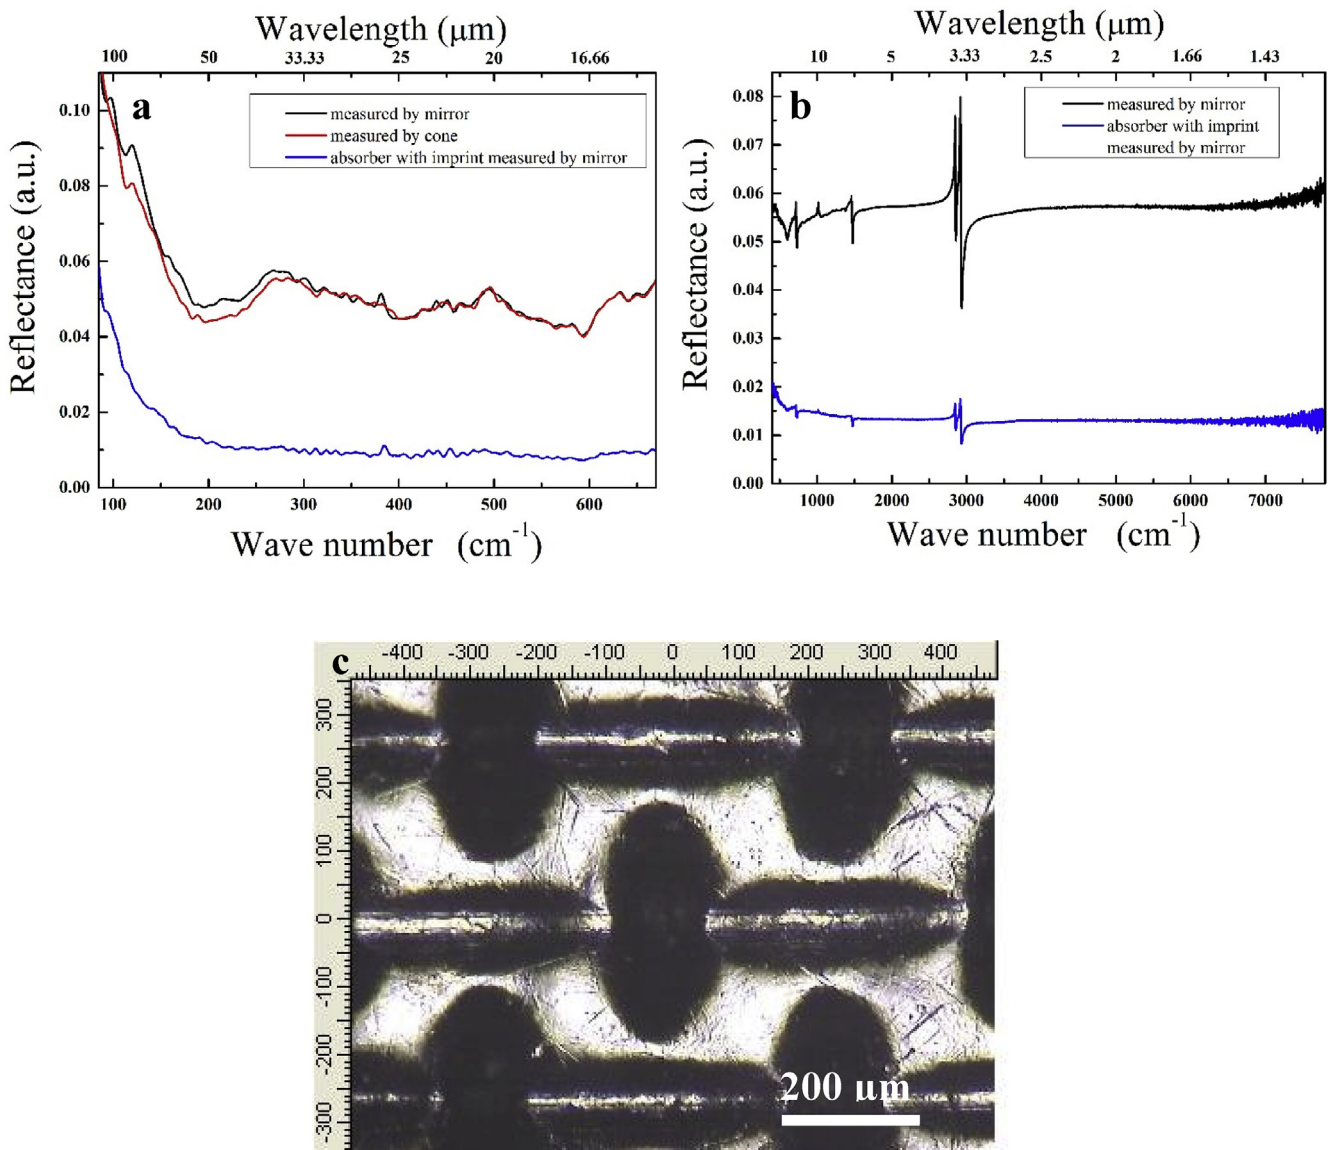 Wavelength (μm)
100 50 33.33 25 20 16.66
a
measured by mirror
measured by cone
absorber with imprint measured by mirror
Reflectance (a.u.)
0.10
0.08
0.06
0.04
0.02
0.00
100 200 300 400 500 600
Wave number (cm⁻¹)
Wavelength (μm)
10 5 3.33 2.5 2 1.66 1.43
b
measured by mirror
absorber with imprint
measured by mirror
Reflectance (a.u.)
0.08
0.07
0.06
0.05
0.04
0.03
0.02
0.01
0.00
1000 2000 3000 4000 5000 6000 7000
Wave number (cm⁻¹)
c
-400 -300 -200 -100 0 100 200 300 400
300
200
100
0
-100
-200
-300
200 μm